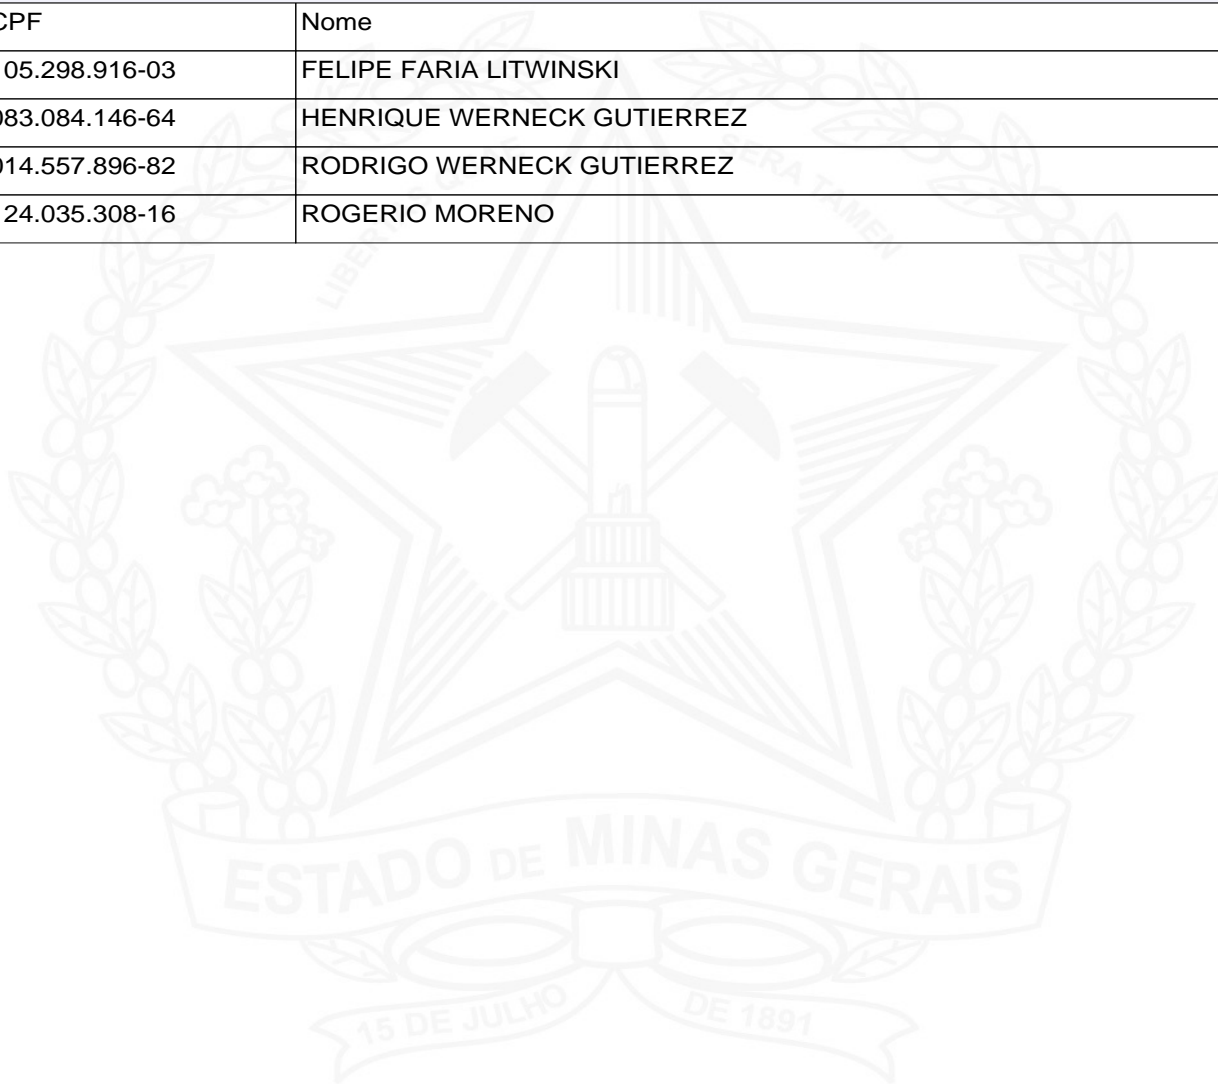 CPF Nome
05.298.916-03 FELIPE FARIA LITWINSKI
083.084.146-64 HENRIQUE WERNECK GUTIERREZ
014.557.896-82 RODRIGO WERNECK GUTIERREZ
24.035.308-16 ROGERIO MORENO
LIBERTAS QUAE SERA TAMEN
ESTADO DE MINAS GERAIS
15 DE JULHO DE 1891